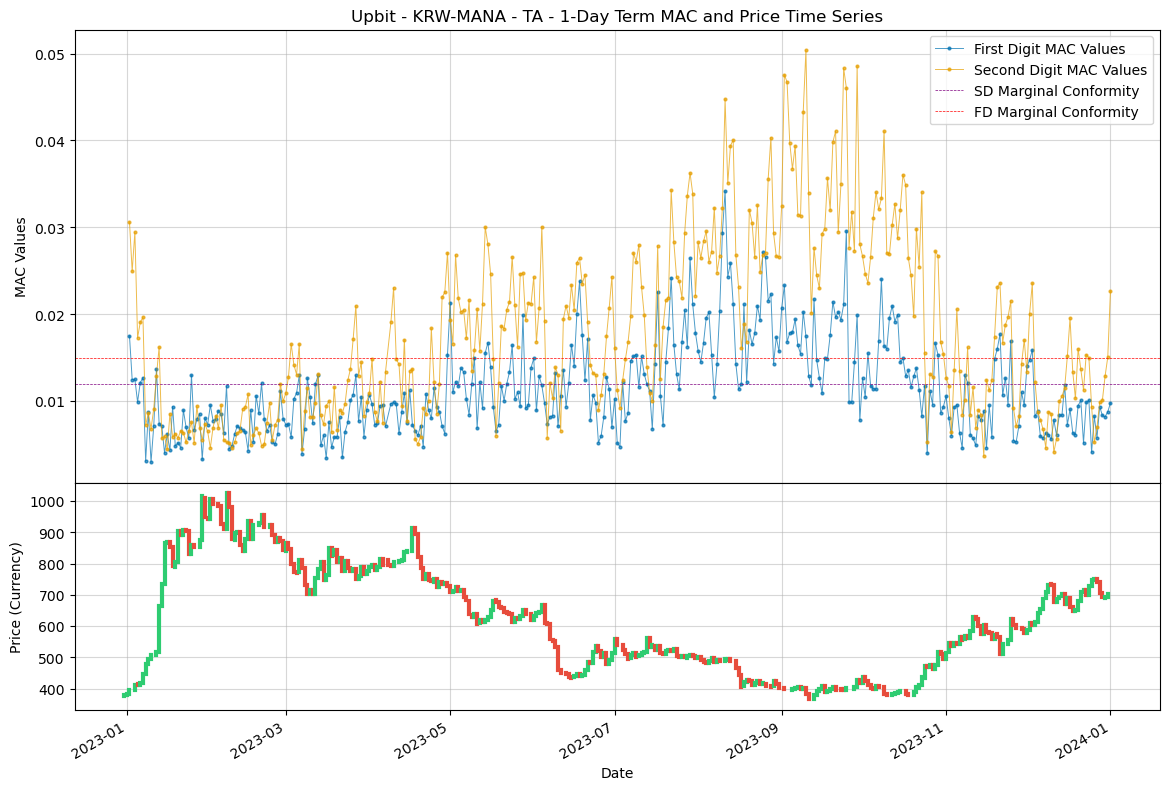 Upbit - KRW-MANA - TA - 1-Day Term MAC and Price Time Series
First Digit MAC Values
Second Digit MAC Values
SD Marginal Conformity
FD Marginal Conformity
MAC Values
0.05
0.04
0.03
0.02
0.01
Price (Currency)
1000
900
800
700
600
500
400
2023-01
2023-03
2023-05
2023-07
2023-09
2023-11
2024-01
Date